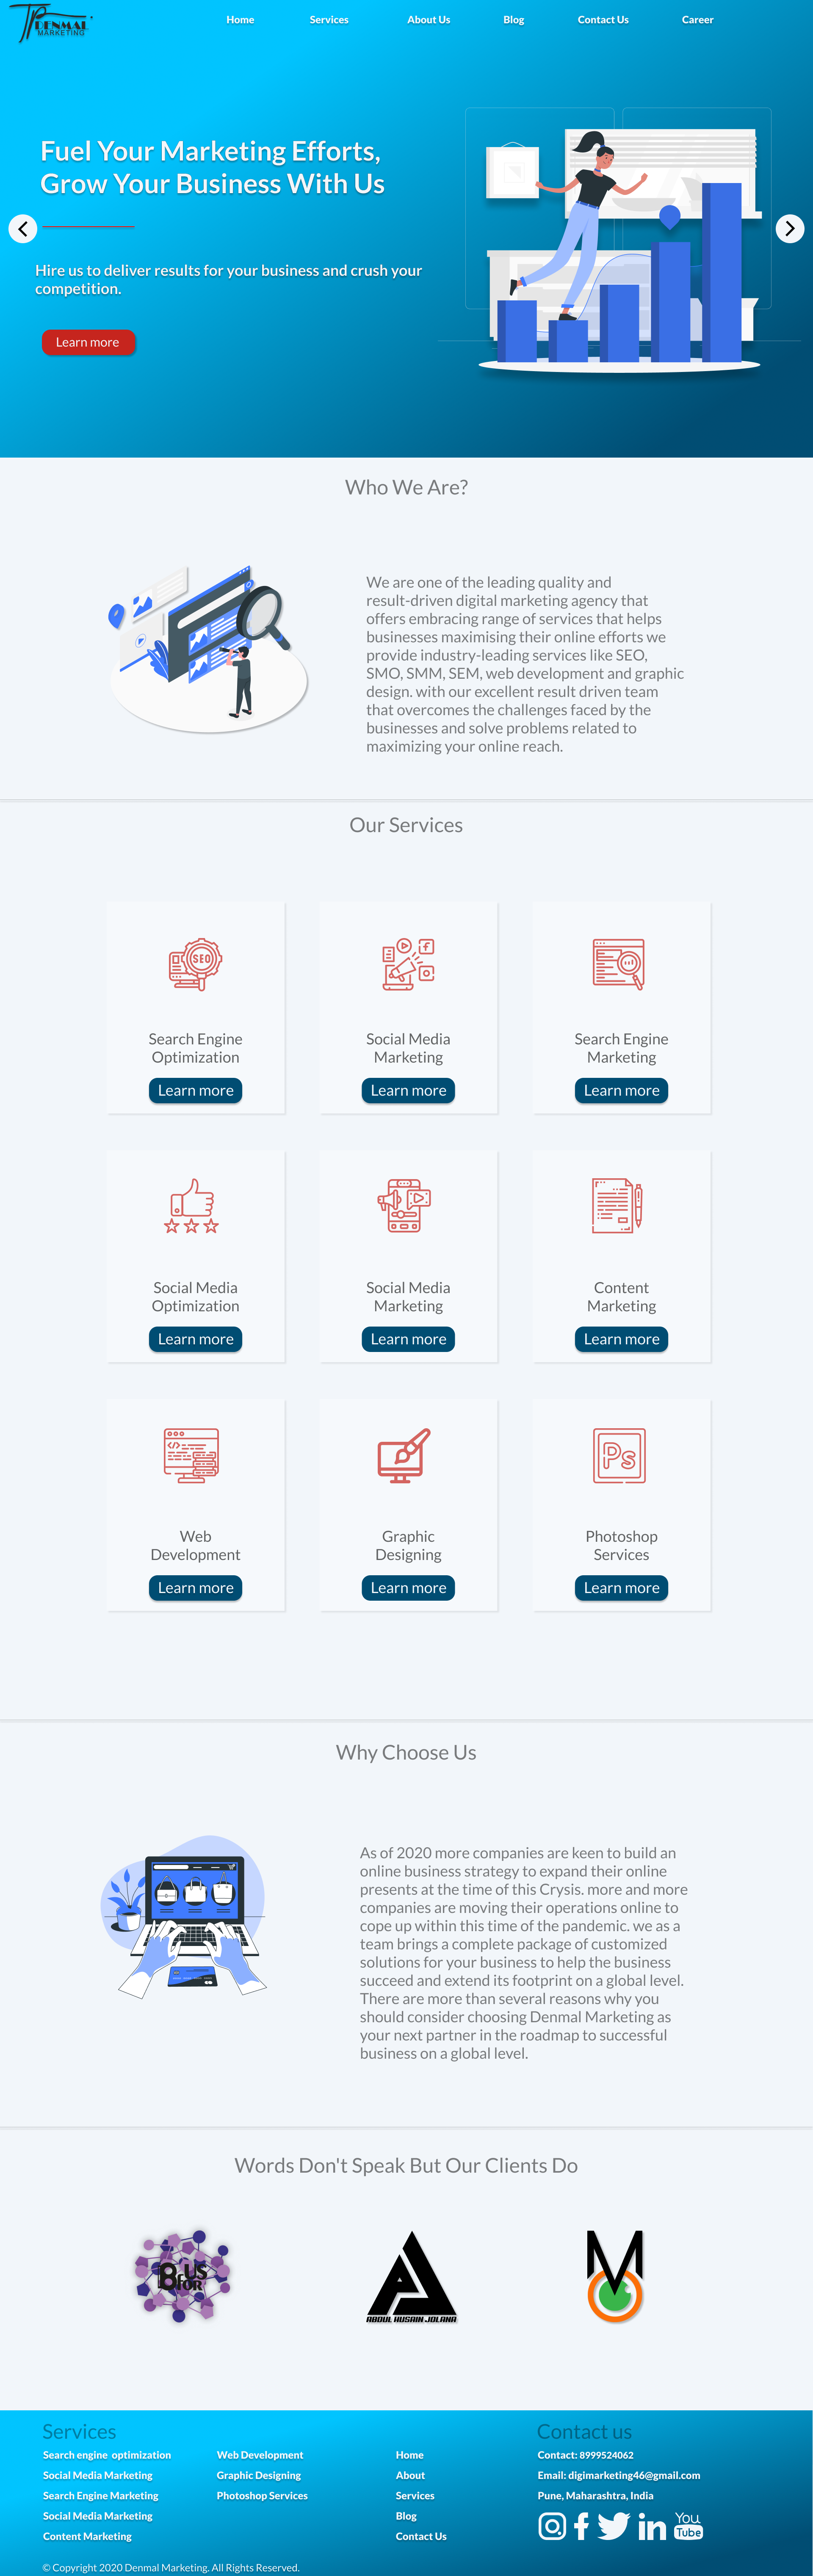 DENMAL
MARKETING
Home Services About Us Blog Contact Us Career
Fuel Your Marketing Efforts,
Grow Your Business With Us
Hire us to deliver results for your business and crush your
competition.
Learn more
Who We Are?
We are one of the leading quality and
result-driven digital marketing agency that
offers embracing range of services that helps
businesses maximising their online efforts we
provide industry-leading services like SEO,
SMO, SMM, SEM, web development and graphic
design. with our excellent result driven team
that overcomes the challenges faced by the
businesses and solve problems related to
maximizing your online reach.
Our Services
SEO
Search Engine
Optimization
Learn more
Social Media
Marketing
Learn more
Search Engine
Marketing
Learn more
Social Media
Optimization
Learn more
Social Media
Marketing
Learn more
Content
Marketing
Learn more
Web
Development
Learn more
Graphic
Designing
Learn more
Ps
Photoshop
Services
Learn more
Why Choose Us
As of 2020 more companies are keen to build an
online business strategy to expand their online
presents at the time of this Crysis. more and more
companies are moving their operations online to
cope up within this time of the pandemic. we as a
team brings a complete package of customized
solutions for your business to help the business
succeed and extend its footprint on a global level.
There are more than several reasons why you
should consider choosing Denmal Marketing as
your next partner in the roadmap to successful
business on a global level.
Words Don't Speak But Our Clients Do
B4US
FOR
ABDUL HUSAIN JOLANA
M
Services
Search engine optimization
Social Media Marketing
Search Engine Marketing
Social Media Marketing
Content Marketing
Web Development
Graphic Designing
Photoshop Services
Home
About
Services
Blog
Contact Us
Contact us
Contact: 8999524062
Email: digimarketing46@gmail.com
Pune, Maharashtra, India
You
Tube
© Copyright 2020 Denmal Marketing. All Rights Reserved.